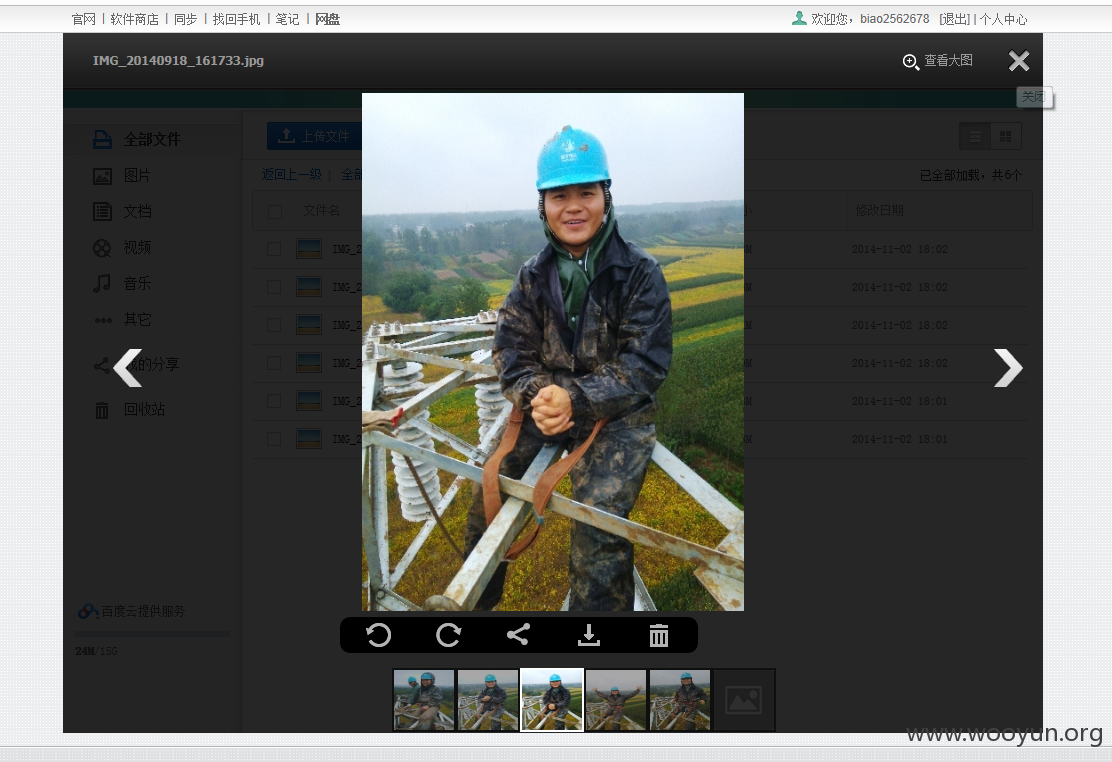 官网 | 软件商店 | 同步 | 找回手机 | 笔记 | 网盘
欢迎您，biao2562678 [退出] | 个人中心
IMG_20140918_161733.jpg
查看大图
关闭
全部文件
上传文件
图片
返回上一级 | 全部
已全部加载，共6个
文档
文件名
修改日期
视频
IMG_2
2014-11-02 18:02
音乐
IMG_2
2014-11-02 18:02
其它
IMG_2
2014-11-02 18:02
的分享
IMG_2
2014-11-02 18:02
回收站
IMG_2
2014-11-02 18:01
IMG_2
2014-11-02 18:01
百度云提供服务
24M/15G
www.wooyun.org